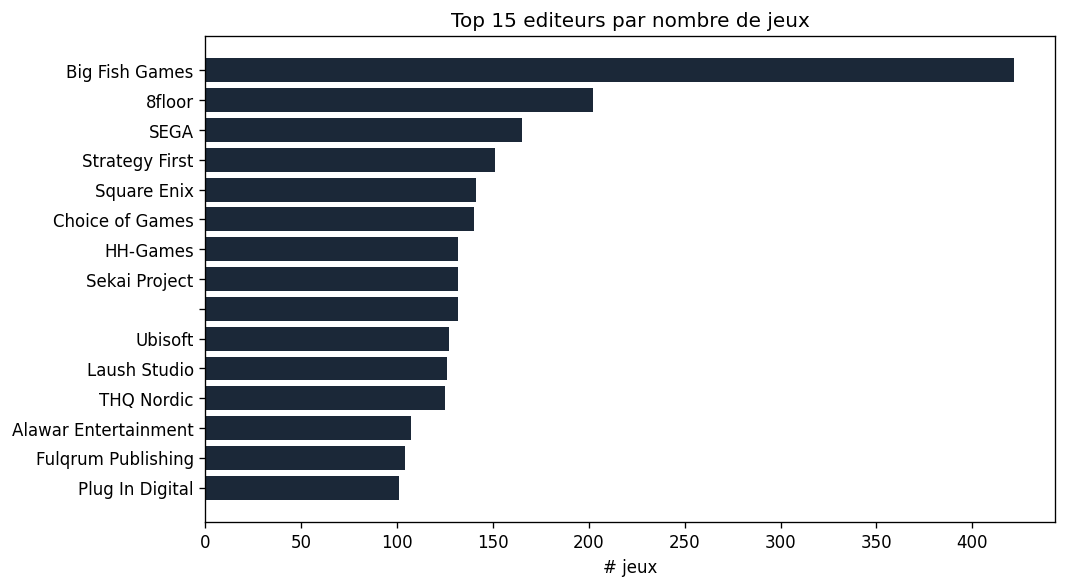 Top 15 editeurs par nombre de jeux
Big Fish Games
8floor
SEGA
Strategy First
Square Enix
Choice of Games
HH-Games
Sekai Project
Ubisoft
Laush Studio
THQ Nordic
Alawar Entertainment
Fulqrum Publishing
Plug In Digital
0 50 100 150 200 250 300 350 400
# jeux